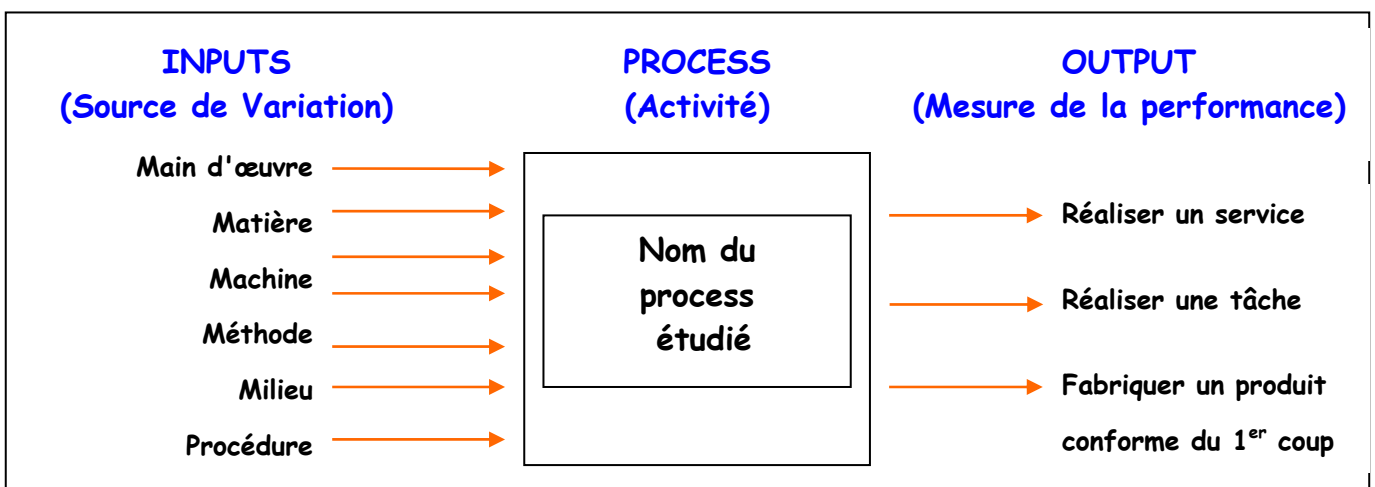 INPUTS
(Source de Variation)
Main d'œuvre
Matière
Machine
Méthode
Milieu
Procédure
PROCESS
(Activité)
Nom du
process
étudié
OUTPUT
(Mesure de la performance)
Réaliser un service
Réaliser une tâche
Fabriquer un produit
conforme du 1er coup